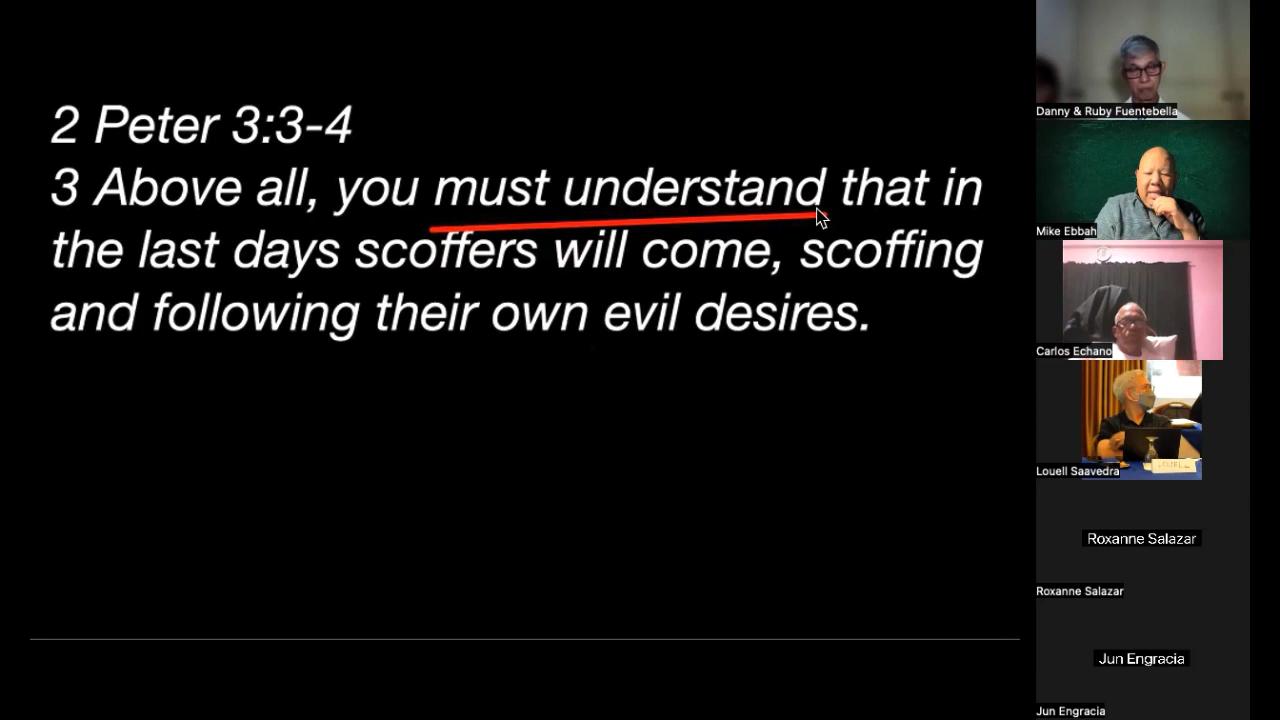 2 Peter 3:3-4
3 Above all, you must understand that in
the last days scoffers will come, scoffing
and following their own evil desires.
Danny & Ruby Fuentebella
Mike Ebbah
Carlos Echano
Louell Saavedra
Roxanne Salazar
Roxanne Salazar
Jun Engracia
Jun Engracia